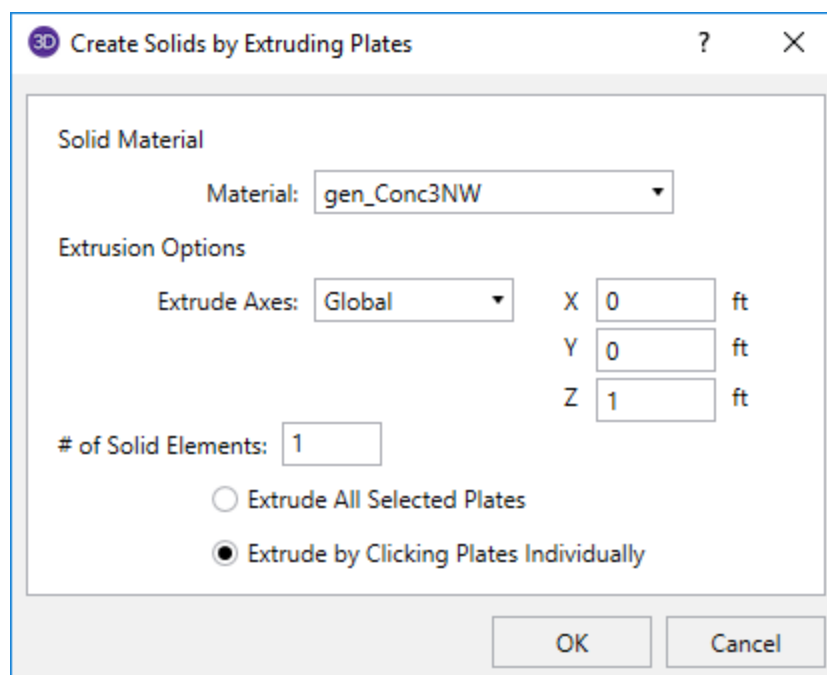 3D Create Solids by Extruding Plates ?
Solid Material
Material: gen_Conc3NW
Extrusion Options
Extrude Axes: Global X 0 ft
Y 0 ft
Z 1 ft
# of Solid Elements: 1
Extrude All Selected Plates
Extrude by Clicking Plates Individually
OK Cancel